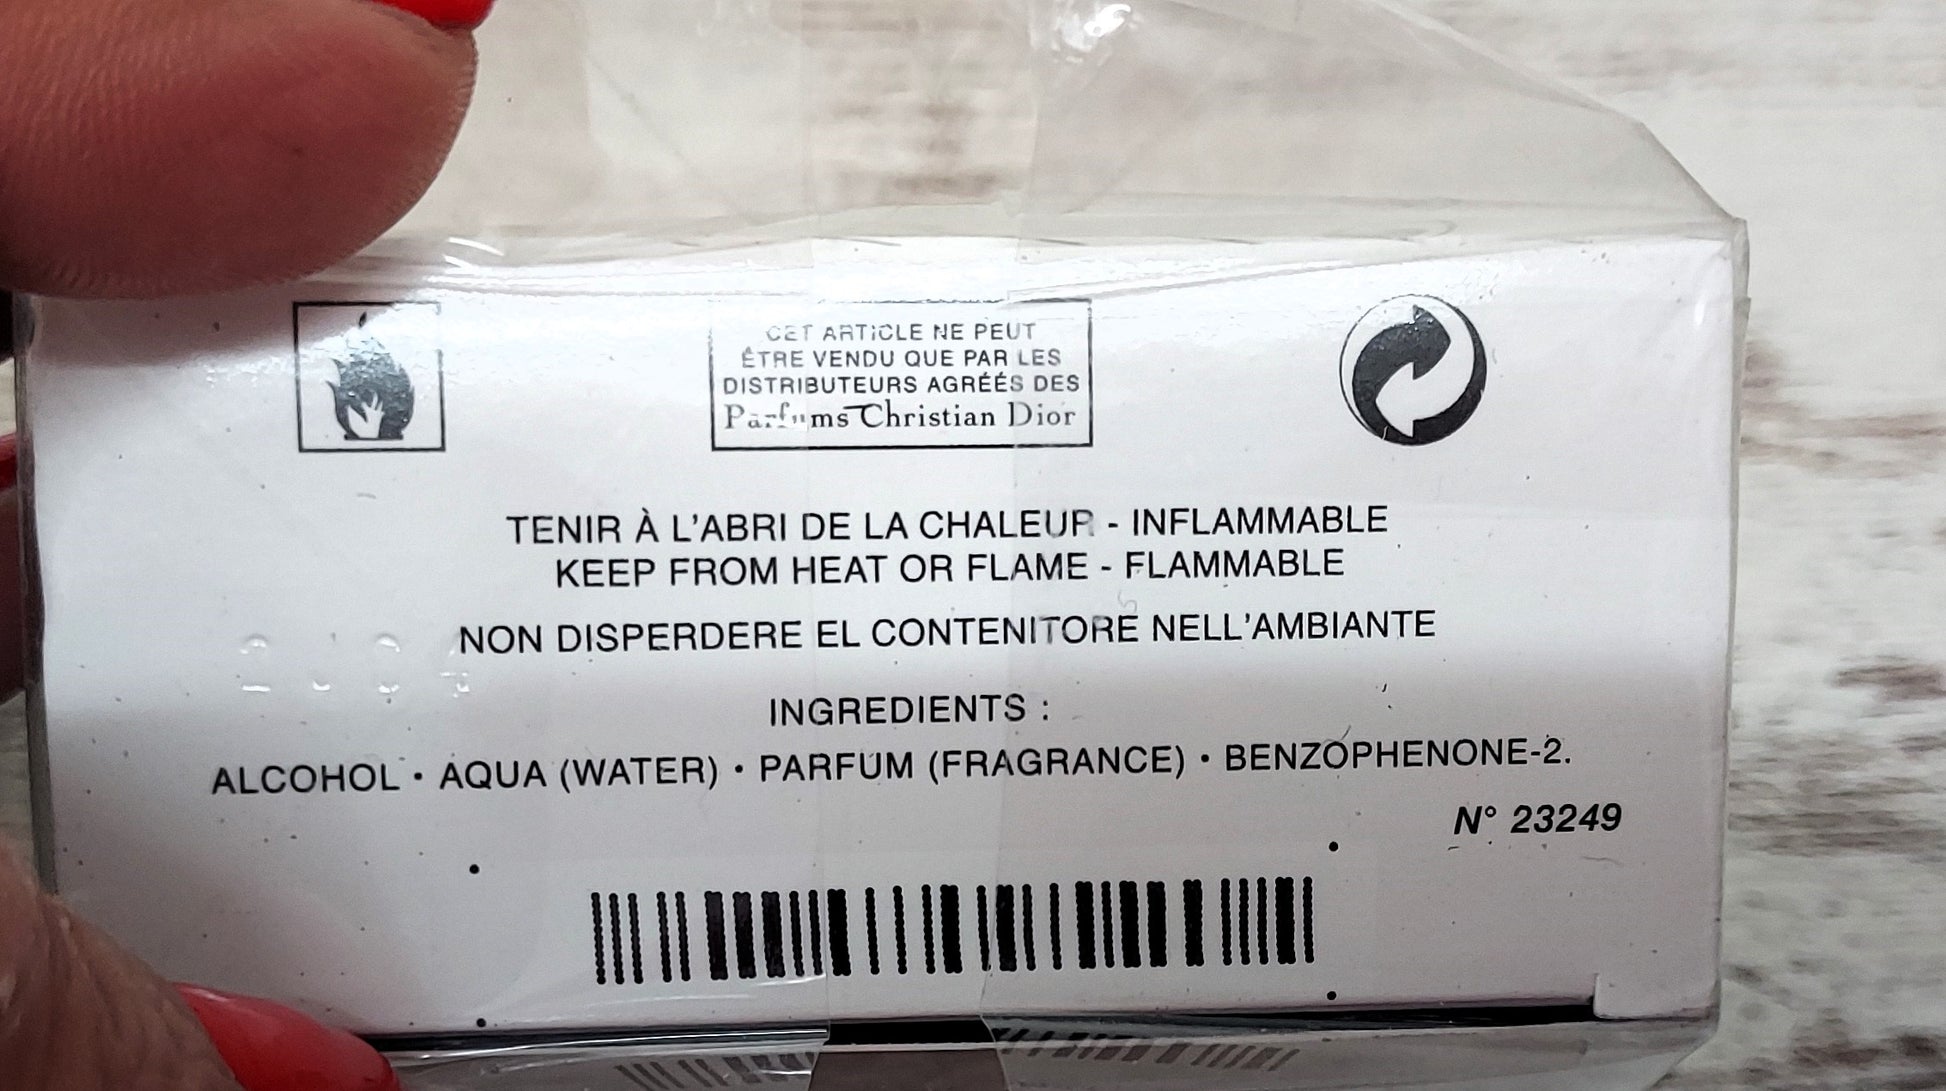 CET ARTICLE NE PEUT
ÊTRE VENDU QUE PAR LES
DISTRIBUTEURS AGRÉÉS DES
Parfums Christian Dior
TENIR À L'ABRI DE LA CHALEUR - INFLAMMABLE
KEEP FROM HEAT OR FLAME - FLAMMABLE
NON DISPERDERE EL CONTENITORE NELL'AMBIANTE
INGREDIENTS :
ALCOHOL · AQUA (WATER) · PARFUM (FRAGRANCE) · BENZOPHENONE-2.
N° 23249